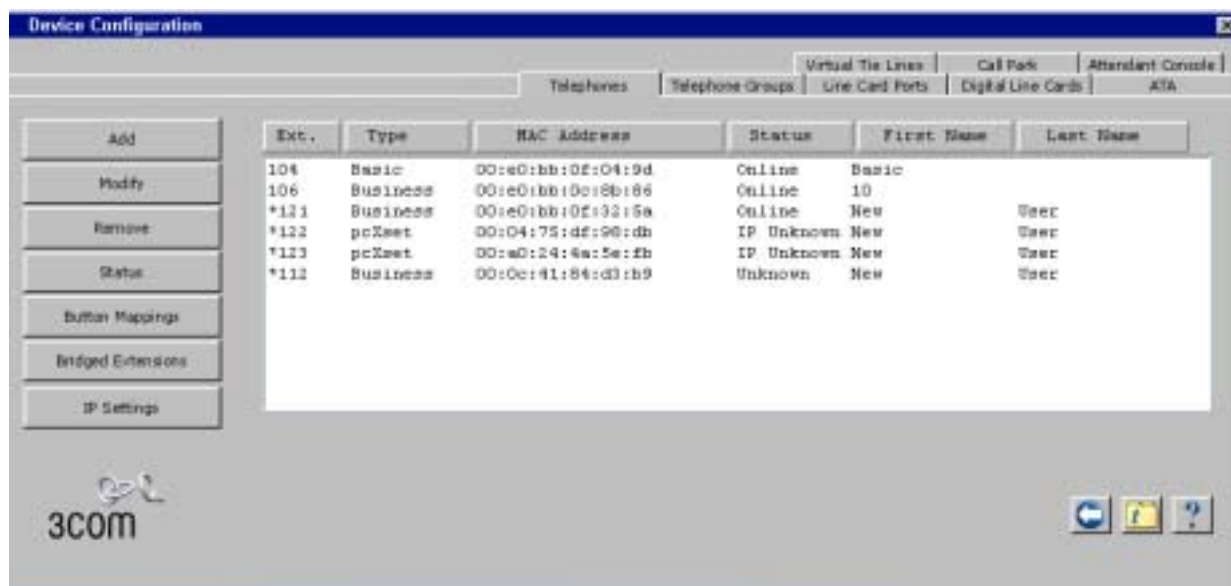 Device Configuration
Virtual Tie Lines Call Park Attendant Console
Telephones Telephone Groups Line Card Ports Digital Line Cards ATA
Add
Modify
Remove
Status
Button Mappings
Bridged Extensions
IP Settings
Ext. Type MAC Address Status First Name Last Name
104 Basic 00:e0:bb:0f:04:9d Online Basic
106 Business 00:e0:bb:0c:8b:86 Online 10
*121 Business 00:e0:bb:0f:32:5a Online New User
*122 pcXset 00:04:75:df:98:db IP Unknown New User
*123 pcXset 00:a0:24:4a:5e:fb IP Unknown New User
*112 Business 00:0c:41:84:d3:b9 Unknown New User
3COM
?